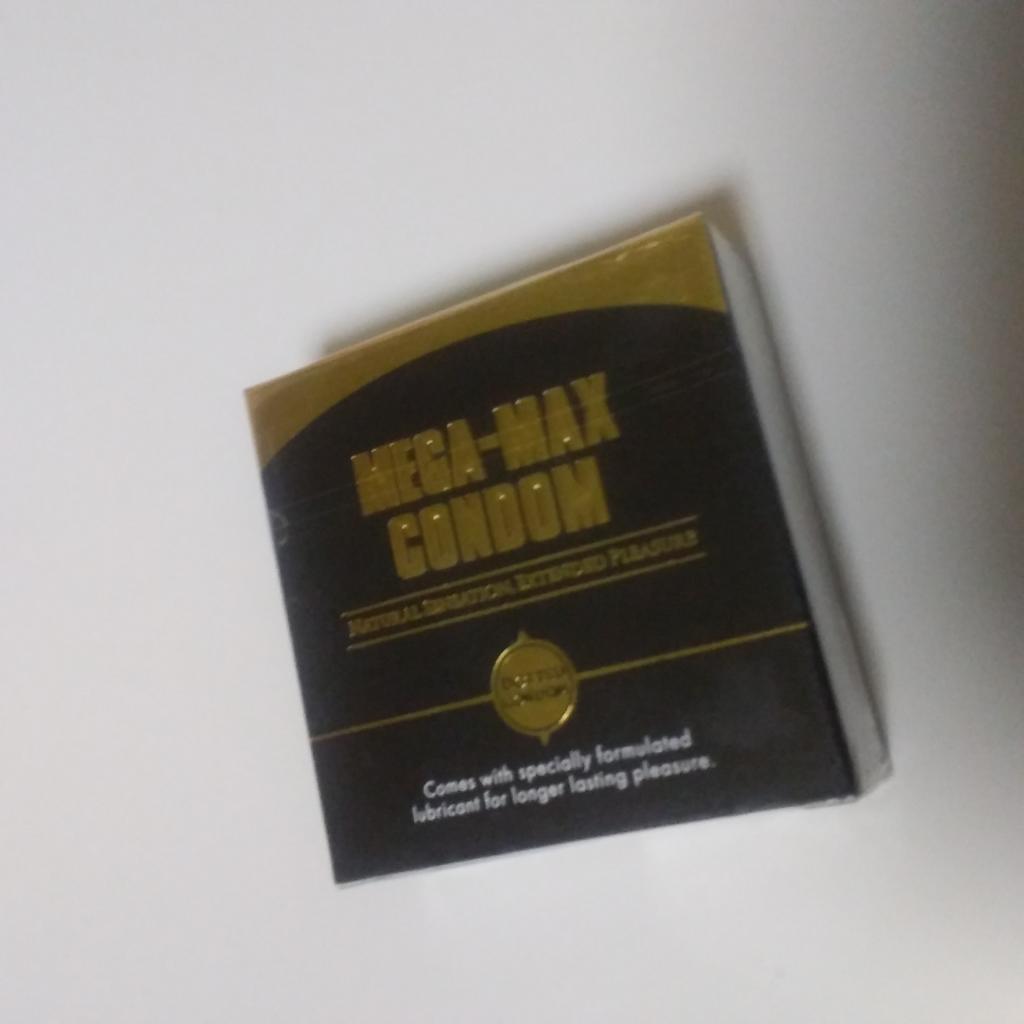 MEGA-MAX
CONDOM
NATURAL SENSATION, EXTENDED PLEASURE
Comes with specially formulated
lubricant for longer lasting pleasure.